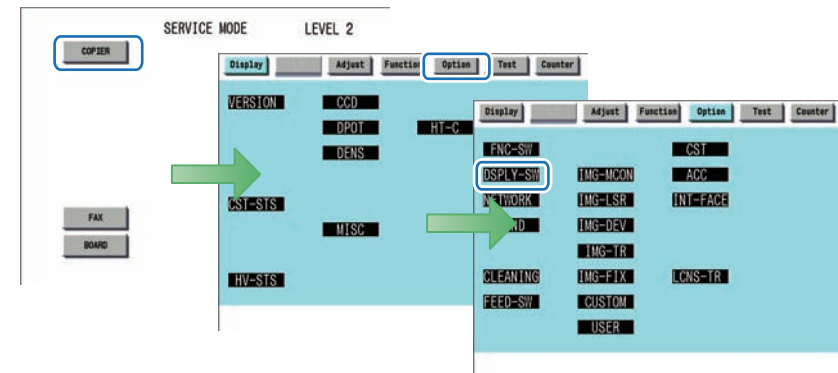 SERVICE MODE LEVEL 2
COPIER
FAX
BOARD
Display Adjust Function Option Test Counter
VERSION CCD
DPOT HT-C
DENS
CST-STS
MISC
HV-STS
Display Adjust Function Option Test Counter
FNC-SW CST
DSPLY-SW IMG-MCON ACC
NETWORK IMG-LSR INT-FACE
IMG-DEV
IMG-TR
CLEANING IMG-FIX LCNS-TR
FEED-SW CUSTOM
USER